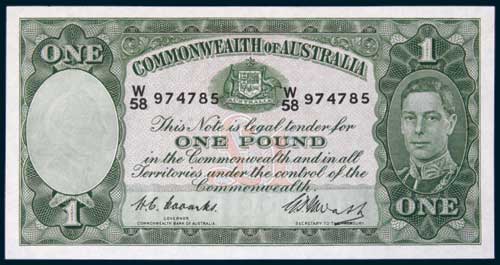 ONE
COMMONWEALTH OF AUSTRALIA
1
W/58 974785
W/58 974785
AUSTRALIA
This Note is legal tender for
ONE POUND
in the Commonwealth and in all
Territories under the control of the
Commonwealth.
1
GOVERNOR
COMMONWEALTH BANK OF AUSTRALIA
SECRETARY TO THE TREASURY
ONE